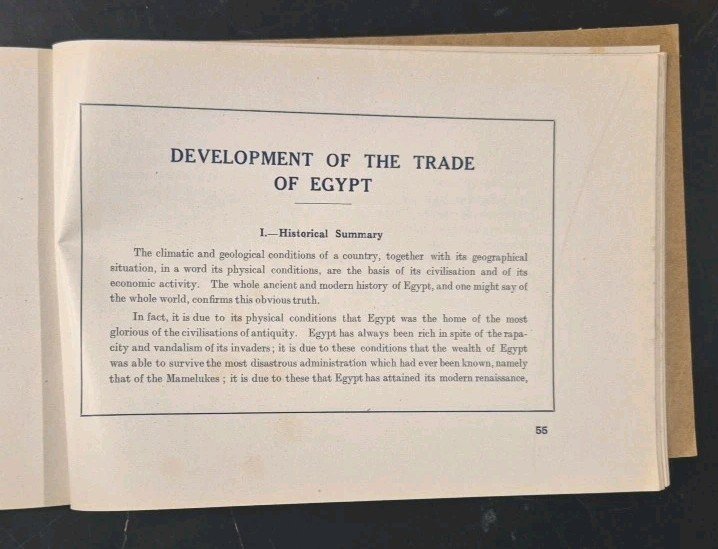 DEVELOPMENT OF THE TRADE
OF EGYPT
I.—Historical Summary
The climatic and geological conditions of a country, together with its geographical
situation, in a word its physical conditions, are the basis of its civilisation and of its
economic activity. The whole ancient and modern history of Egypt, and one might say of
the whole world, confirms this obvious truth.
In fact, it is due to its physical conditions that Egypt was the home of the most
glorious of the civilisations of antiquity. Egypt has always been rich in spite of the rapa-
city and vandalism of its invaders; it is due to these conditions that the wealth of Egypt
was able to survive the most disastrous administration which had ever been known, namely
that of the Mamelukes ; it is due to these that Egypt has attained its modern renaissance,
55